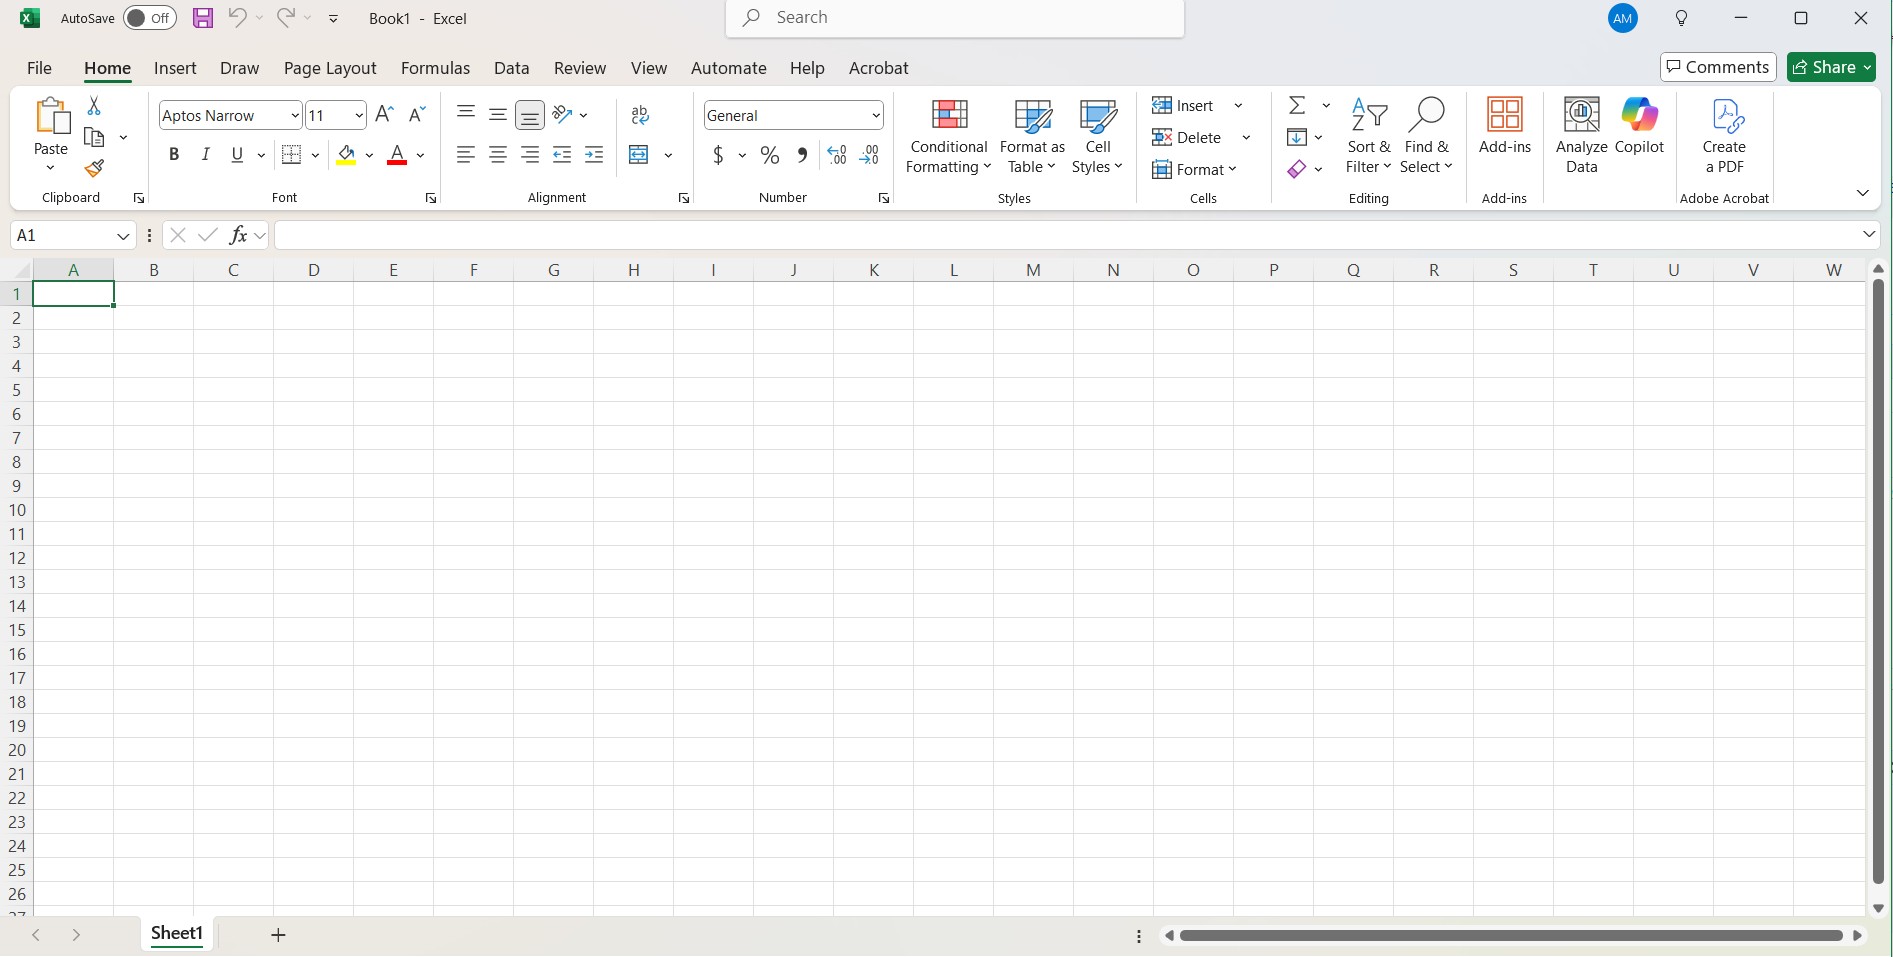 AutoSave Off Book1 - Excel Search AM
File Home Insert Draw Page Layout Formulas Data Review View Automate Help Acrobat Comments Share
Paste
Clipboard
Aptos Narrow 11
B I U A
Font
ab
Alignment
General
$ % .00
Number
Conditional
Formatting
Format as
Table
Cell
Styles
Styles
Insert
Delete
Format
Cells
Sort &
Filter
Find &
Select
Editing
Add-ins
Add-ins
Analyze
Data
Copilot
Create
a PDF
Adobe Acrobat
A1 fx
A B C D E F G H I J K L M N O P Q R S T U V W
1
2
3
4
5
6
7
8
9
10
11
12
13
14
15
16
17
18
19
20
21
22
23
24
25
26
27
Sheet1